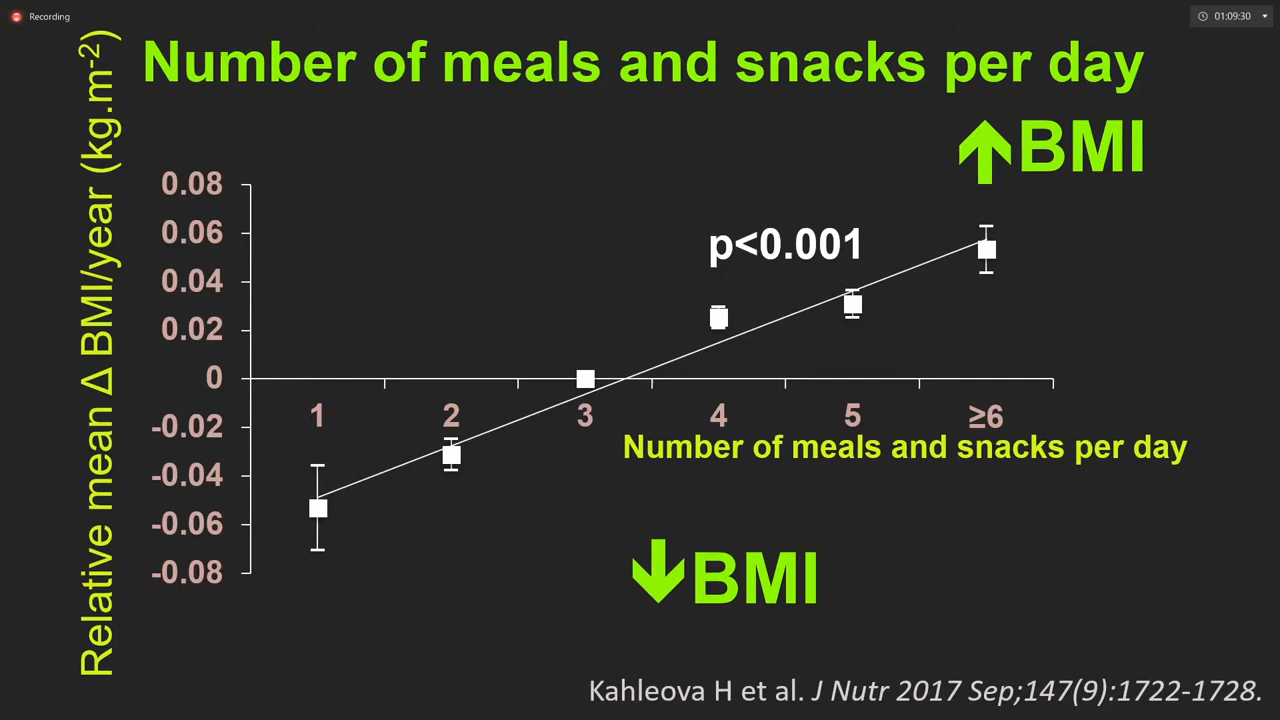 Recording
01:09:30
Number of meals and snacks per day
↑BMI
Relative mean Δ BMI/year (kg.m⁻²)
0.08
0.06
0.04
0.02
0
-0.02
-0.04
-0.06
-0.08
p<0.001
1 2 3 4 5 ≥6
Number of meals and snacks per day
↓BMI
Kahleova H et al. J Nutr 2017 Sep;147(9):1722-1728.